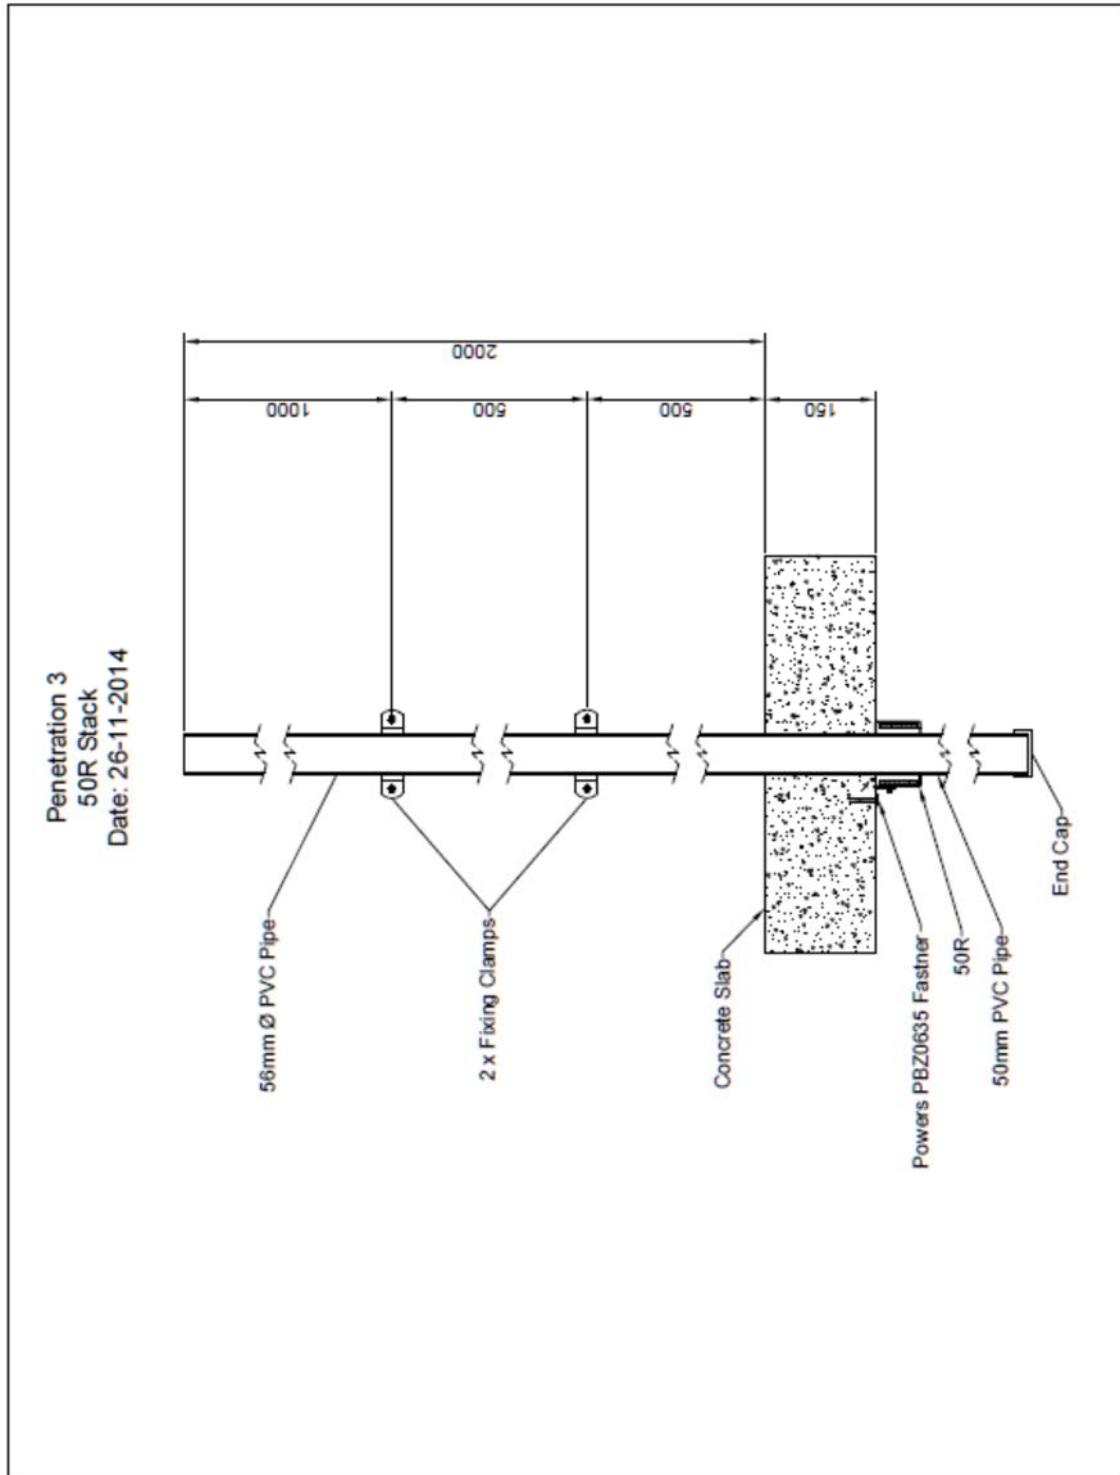 Penetration 3
50R Stack
Date: 26-11-2014
2000
1000
500
500
150
56mm Ø PVC Pipe
2 x Fixing Clamps
Concrete Slab
Powers PBZ0635 Fastner
50R
50mm PVC Pipe
End Cap